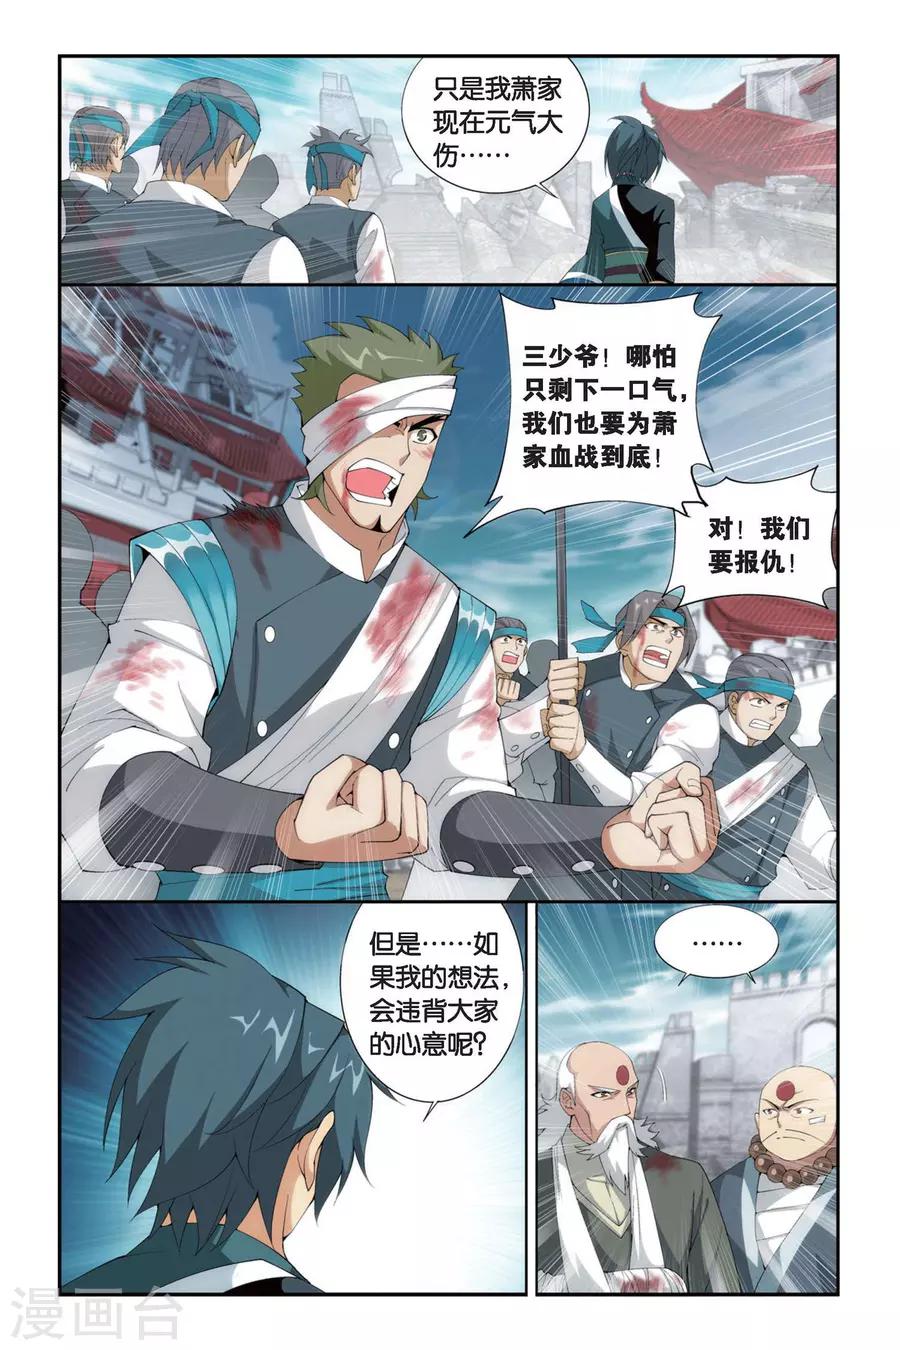 只是我萧家
现在元气大
伤……
三少爷！哪怕
只剩下一口气，
我们也要为萧
家血战到底！
对！我们
要报仇！
但是……如
果我的想法，
会违背大家
的心意呢？
……
漫画台